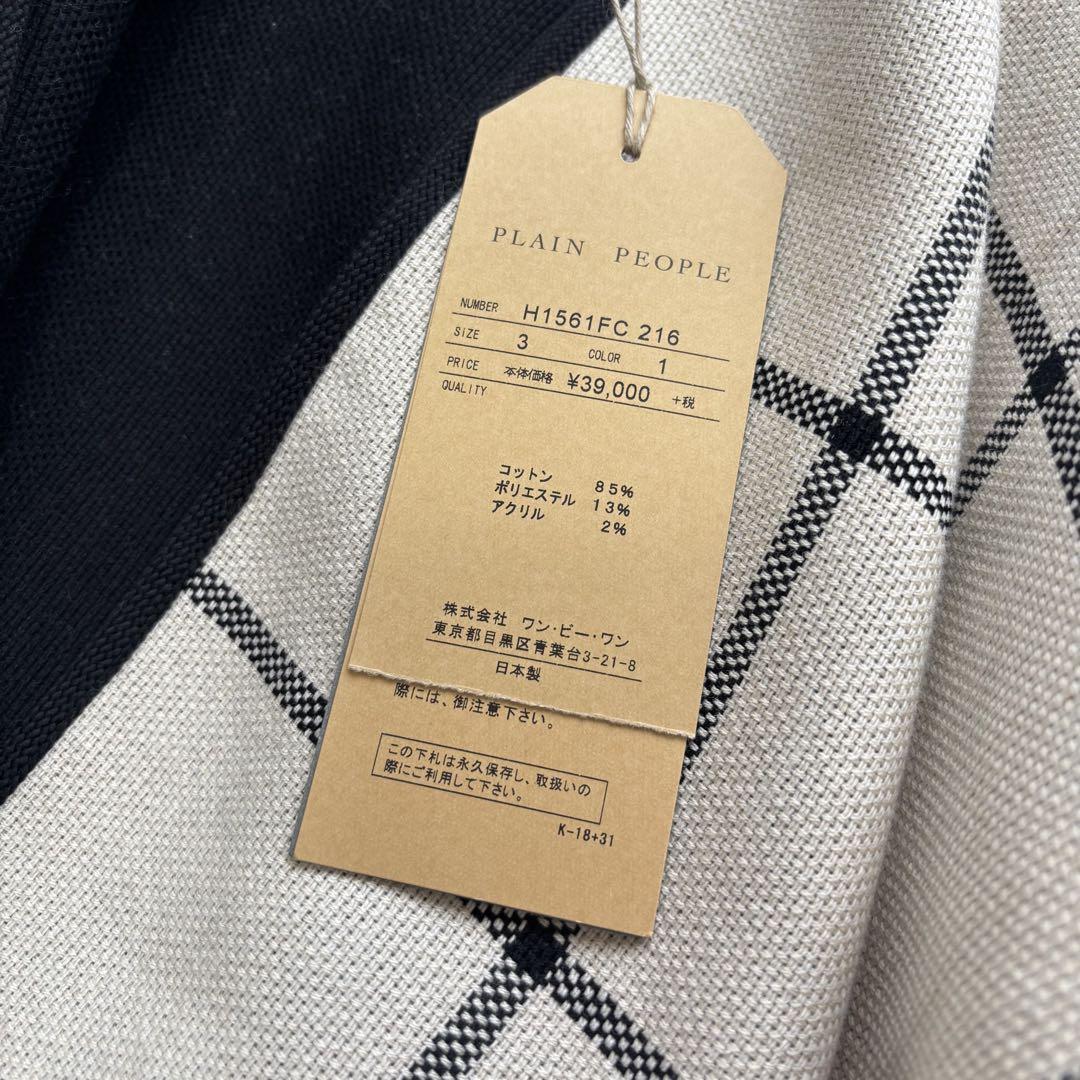 PLAIN PEOPLE
NUMBER H1561FC 216
SIZE 3 COLOR 1
PRICE 本体価格 ¥39,000 +税
QUALITY
コットン 85%
ポリエステル 13%
アクリル 2%
株式会社 ワン・ビー・ワン
東京都目黒区青葉台3-21-8
日本製
際には、御注意下さい。
この下札は永久保存し、取扱いの
際にご利用して下さい。
K-18+31